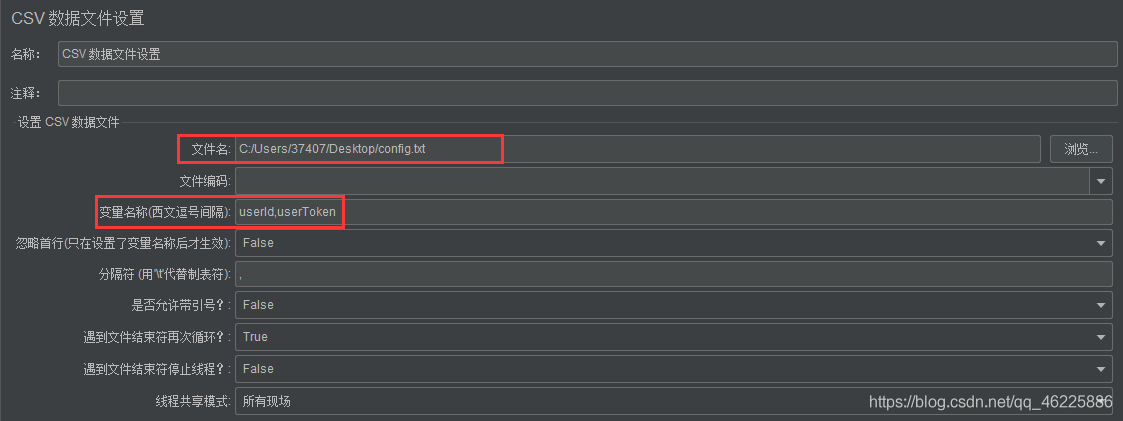 CSV 数据文件设置
名称： CSV 数据文件设置
注释：
设置 CSV 数据文件
文件名: C:/Users/37407/Desktop/config.txt 浏览...
文件编码:
变量名称(西文逗号间隔): userId,userToken
忽略首行(只在设置了变量名称后才生效): False
分隔符 (用'\t'代替制表符): ,
是否允许带引号？: False
遇到文件结束符再次循环？: True
遇到文件结束符停止线程？: False
线程共享模式: 所有现场
https://blog.csdn.net/qq_46225886